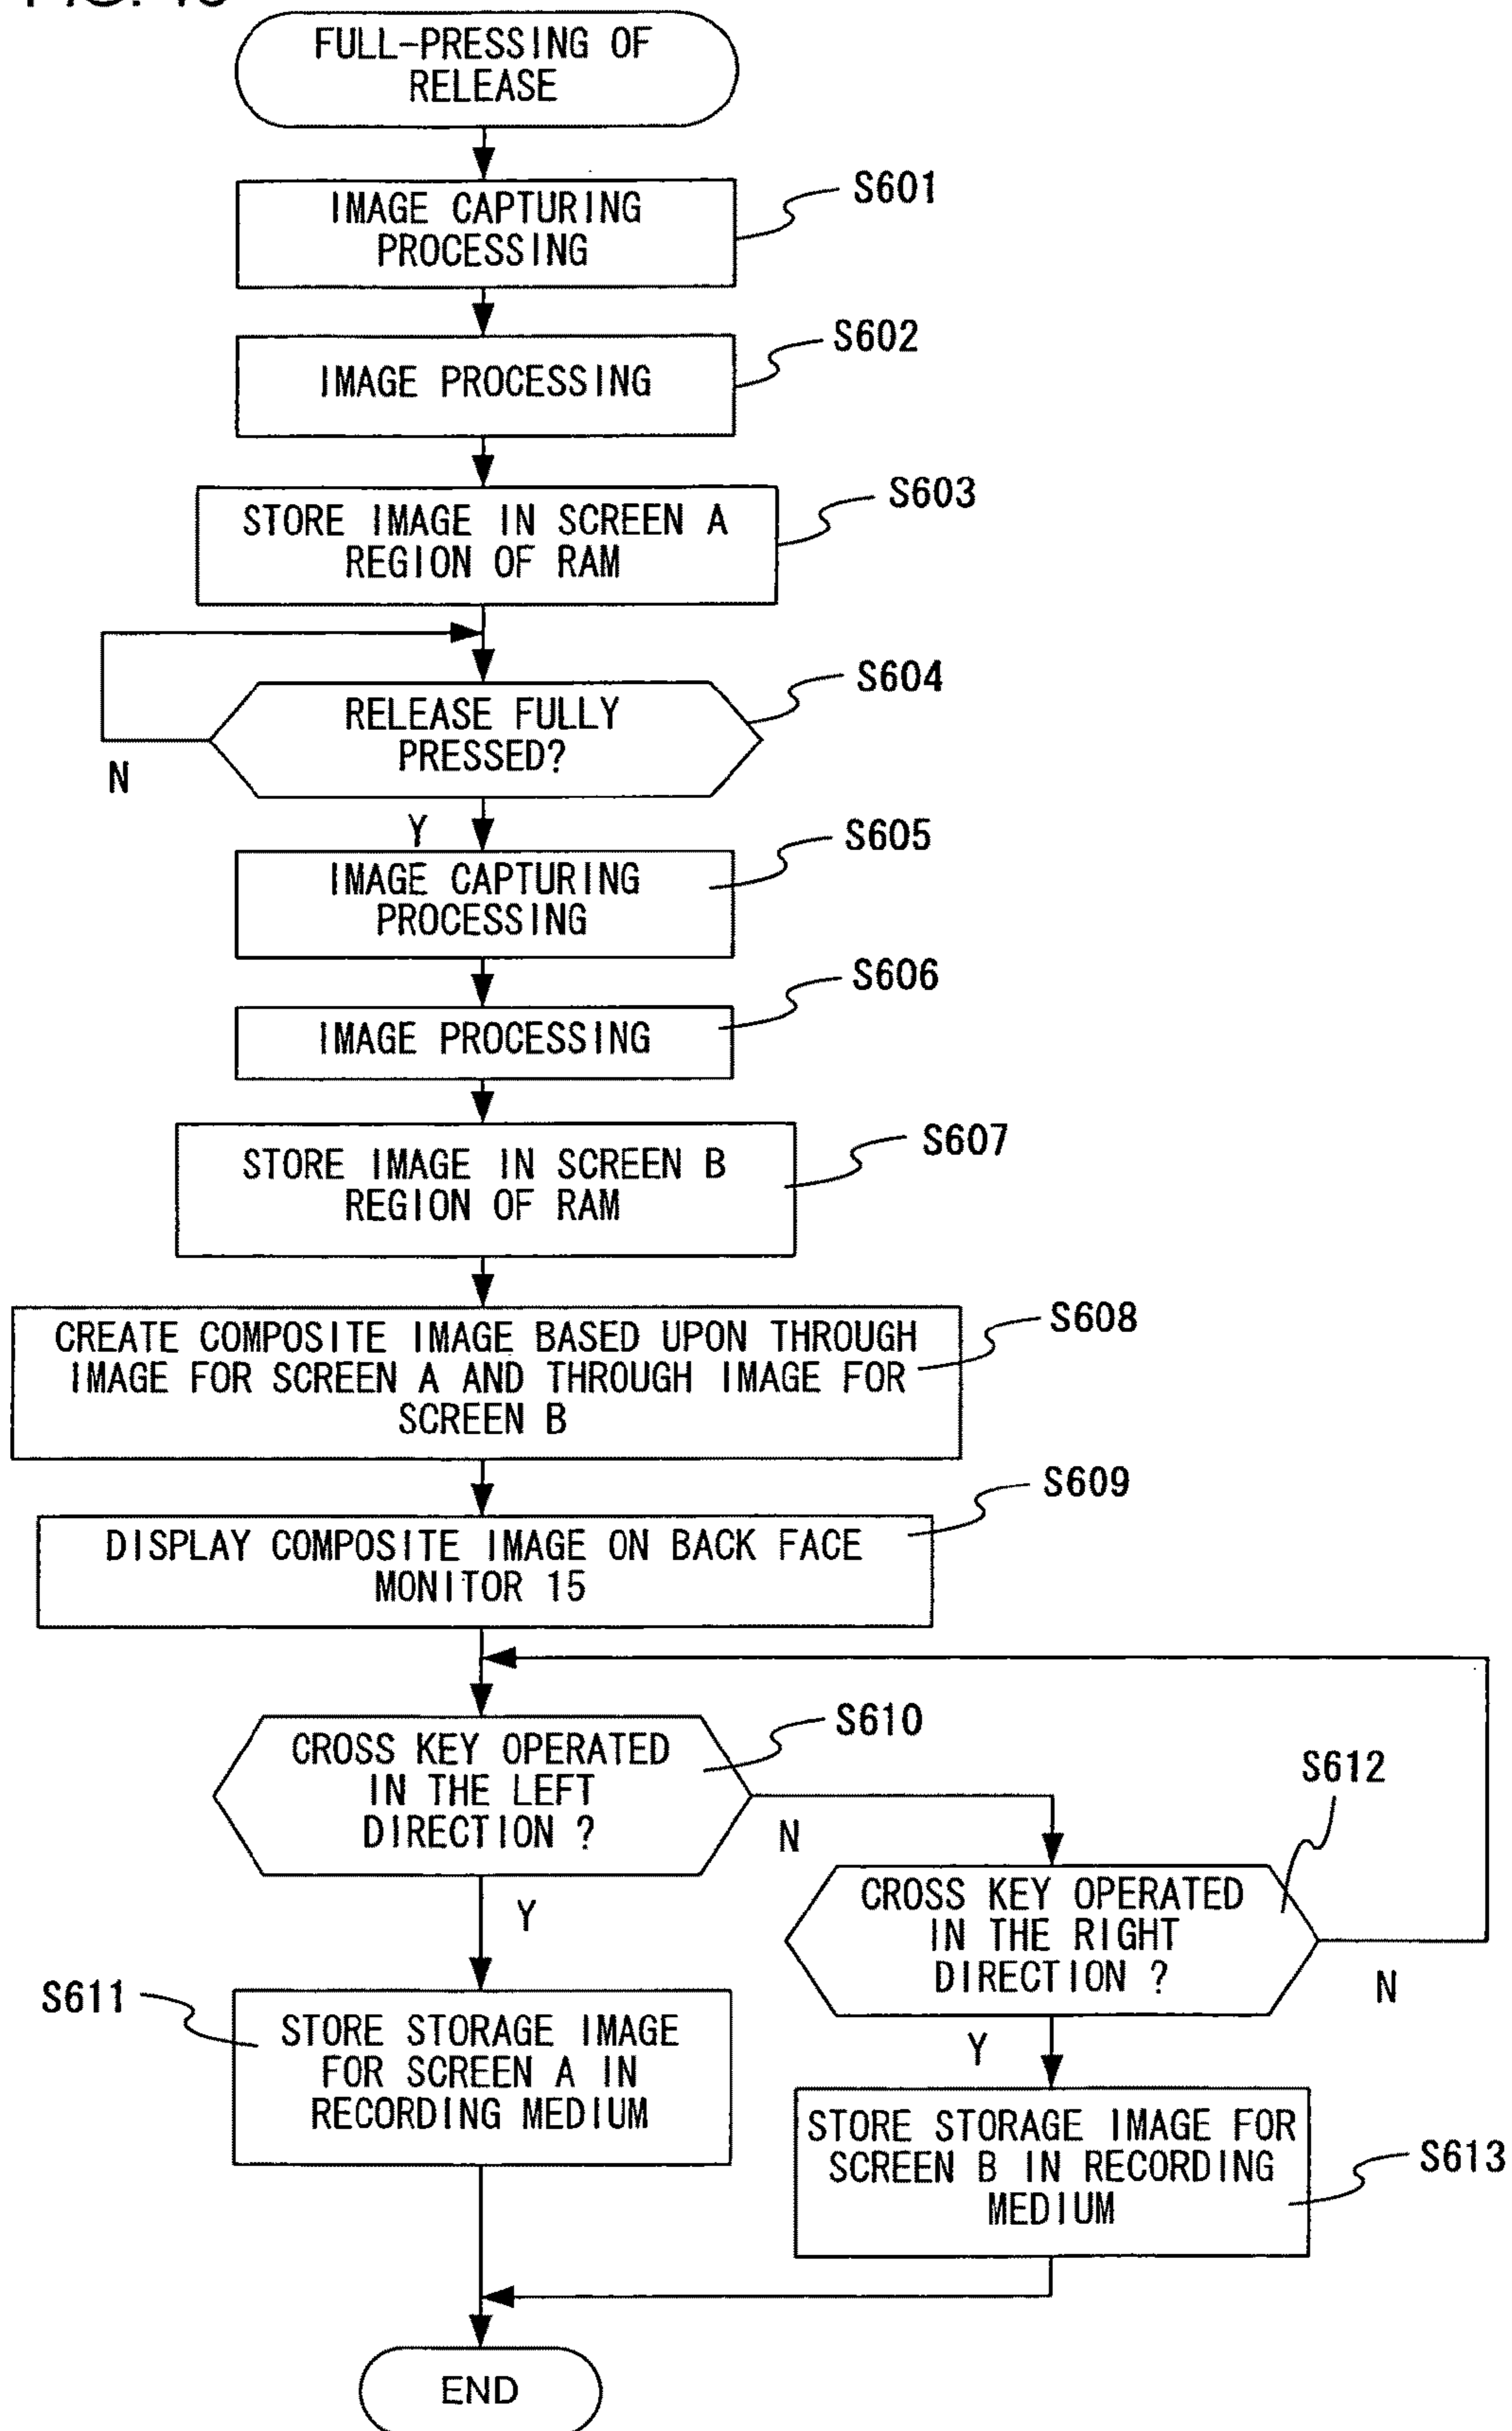 FULL-PRESSING OF
RELEASE
S601
IMAGE CAPTURING
PROCESSING
S602
IMAGE PROCESSING
S603
STORE IMAGE IN SCREEN A
REGION OF RAM
S604
RELEASE FULLY
PRESSED?
N
Y
S605
IMAGE CAPTURING
PROCESSING
S606
IMAGE PROCESSING
S607
STORE IMAGE IN SCREEN B
REGION OF RAM
S608
CREATE COMPOSITE IMAGE BASED UPON THROUGH
IMAGE FOR SCREEN A AND THROUGH IMAGE FOR
SCREEN B
S609
DISPLAY COMPOSITE IMAGE ON BACK FACE
MONITOR 15
S610
CROSS KEY OPERATED
IN THE LEFT
DIRECTION ?
N
Y
S612
CROSS KEY OPERATED
IN THE RIGHT
DIRECTION ?
N
Y
S611
STORE STORAGE IMAGE
FOR SCREEN A IN
RECORDING MEDIUM
STORE STORAGE IMAGE FOR
SCREEN B IN RECORDING
MEDIUM
S613
END